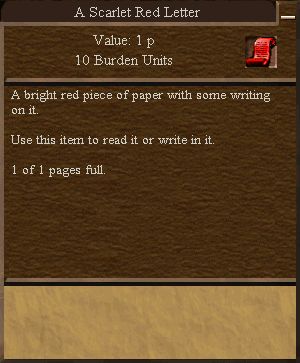 A Scarlet Red Letter
Value: 1 p
10 Burden Units
A bright red piece of paper with some writing
on it.
Use this item to read it or write in it.
1 of 1 pages full.